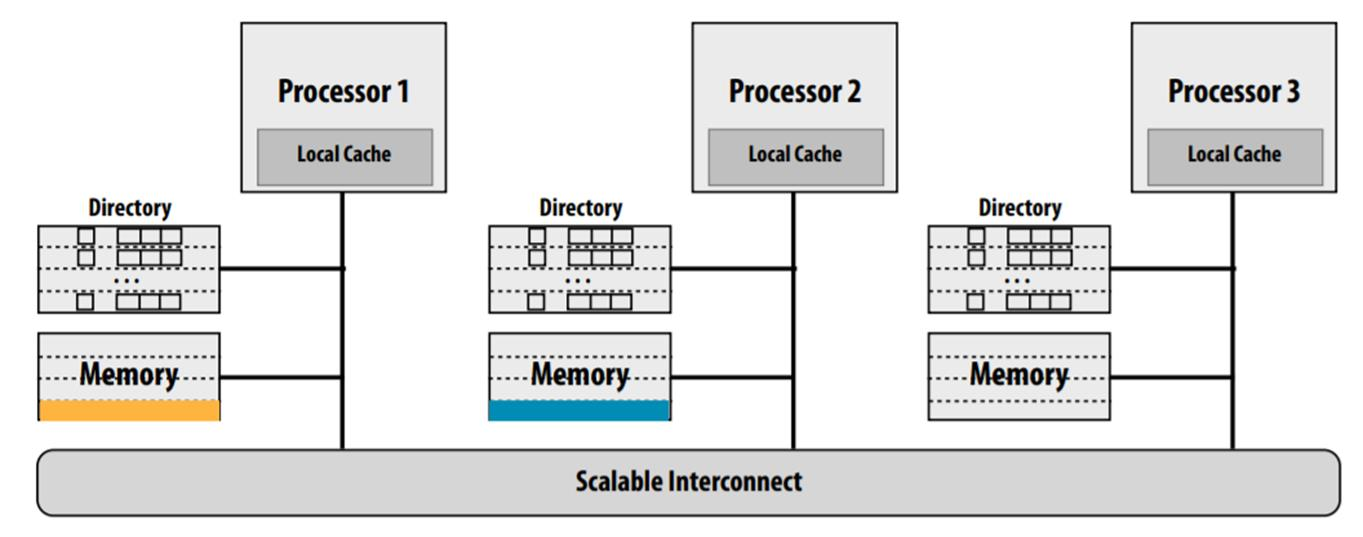 Processor 1
Local Cache
Processor 2
Local Cache
Processor 3
Local Cache
Directory
...
Memory
Directory
...
Memory
Directory
...
Memory
Scalable Interconnect